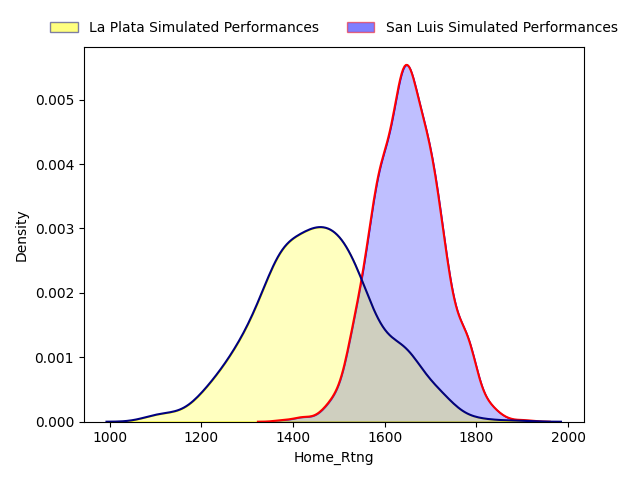 La Plata Simulated Performances San Luis Simulated Performances
0.005
0.004
0.003
0.002
0.001
0.000
Density
1000 1200 1400 1600 1800 2000
Home_Rtng